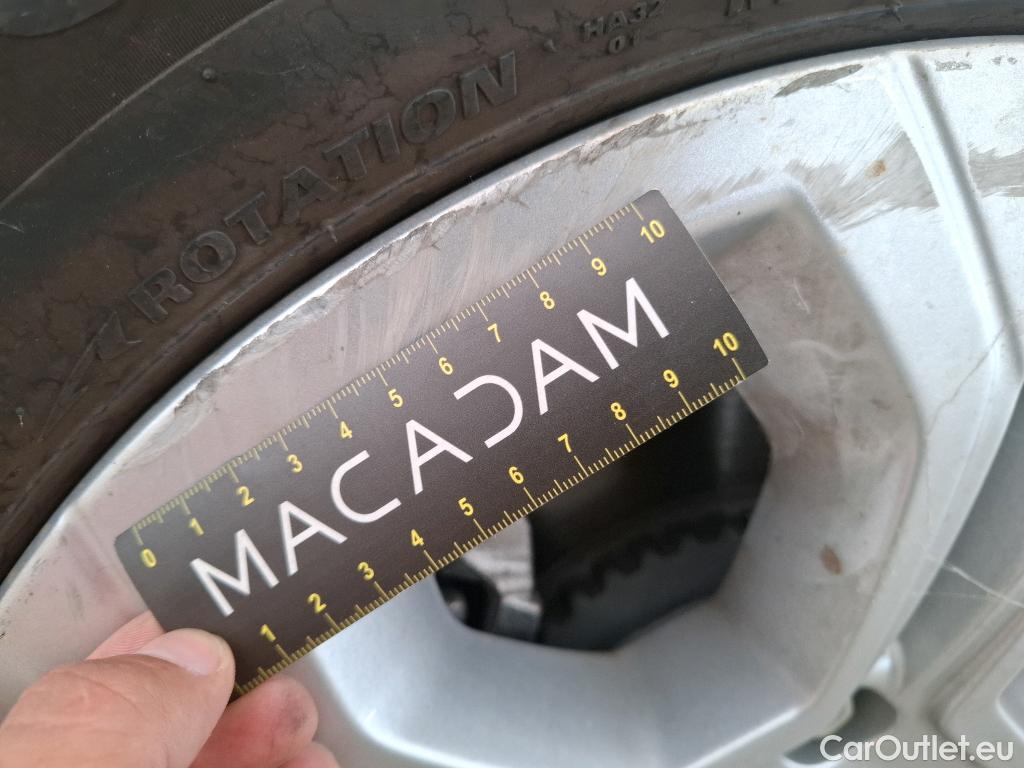 ROTATION
HA32
01
0 1 2 3 4 5 6 7 8 9 10
MACADAM
1 2 3 4 5 6 7 8 9 10
CarOutlet.eu